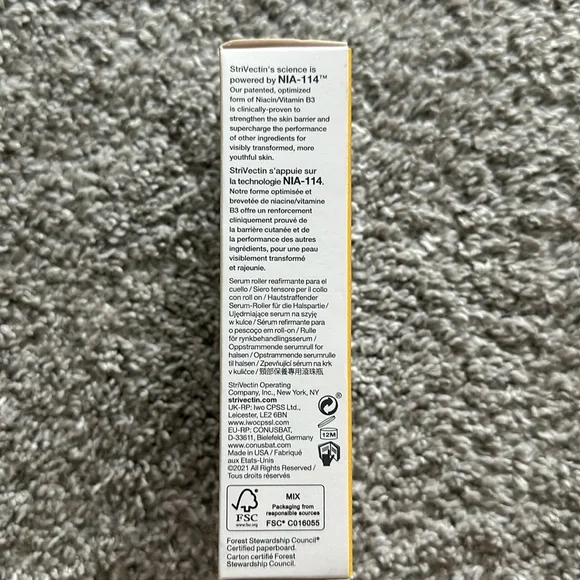 StriVectin's science is
powered by NIA-114™
Our patented, optimized
form of Niacin/Vitamin B3
is clinically-proven to
strengthen the skin barrier and
supercharge the performance
of other ingredients for
visibly transformed, more
youthful skin.
StriVectin s'appuie sur
la technologie NIA-114.
Notre forme optimisée et
brevetée de niacine/vitamine
B3 offre un renforcement
cliniquement prouvé de
la barrière cutanée et de
la performance des autres
ingrédients, pour une peau
visiblement transformé
et rajeunie.
Serum roller reafirmante para el
cuello / Siero tensore per il collo
con roll on / Hautstraffender
Serum-Roller für die Halspartie /
Ujędrniające serum na szyję
w kulce / Sérum refirmante para
o pescoço em roll-on / Rulle
för rynkbehandlingsserum /
Oppstrammende serumrull for
halsen / Opstrammende serumrulle
til halsen / Zpevňující sérum na krk
v kuličce / 頸部保養專用滾珠瓶
StriVectin Operating
Company, Inc., New York, NY
strivectin.com
UK-RP: Iwo CPSS Ltd.,
Leicester, LE2 6BN
www.iwocpssl.com
EU-RP: CONUSBAT,
D-33611, Bielefeld, Germany
www.conusbat.com
Made in USA / Fabriqué
aux Etats-Unis
©2021 All Rights Reserved /
Tous droits réservés
®
12M
FSC
www.fsc.org
MIX
Packaging from
responsible sources
FSC® C016055
Forest Stewardship Council®
Certified paperboard.
Carton certifié Forest
Stewardship Council.